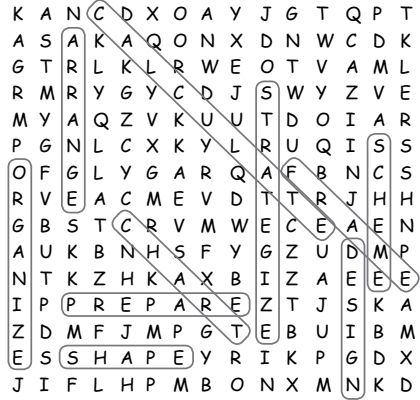 K A N C D X O A Y J G T Q P T
A S A K A Q O N X D N W C D K
G T R L K L R W E O T V A M L
R M R Y G Y C D J S W Y Z V E
M Y A Q Z V K U U T D O I A R
P G N L C X K Y L R U Q I S S
O F G L Y G A R Q A F B N C S
R V E A C M E V D T T R J H H
G B S T C R V M W E C E A E N
A U K B N H S F Y G Z U D M P
N T K Z H K A X B I Z A E E E
I P P R E P A R E Z T J S K A
Z D M F J M P G T E B U I B M
E S S H A P E Y R I K P G D X
J I F L H P M B O N X M N K D